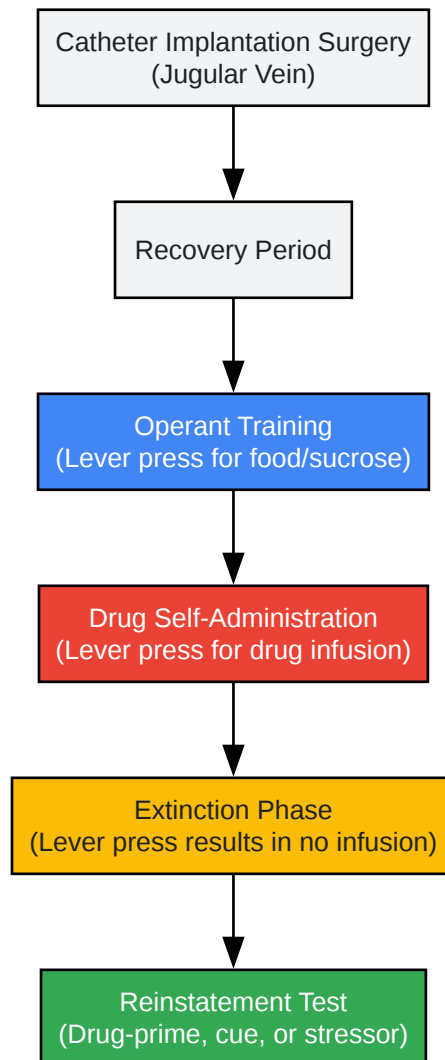 Catheter Implantation Surgery
(Jugular Vein)
Recovery Period
Operant Training
(Lever press for food/sucrose)
Drug Self-Administration
(Lever press for drug infusion)
Extinction Phase
(Lever press results in no infusion)
Reinstatement Test
(Drug-prime, cue, or stressor)